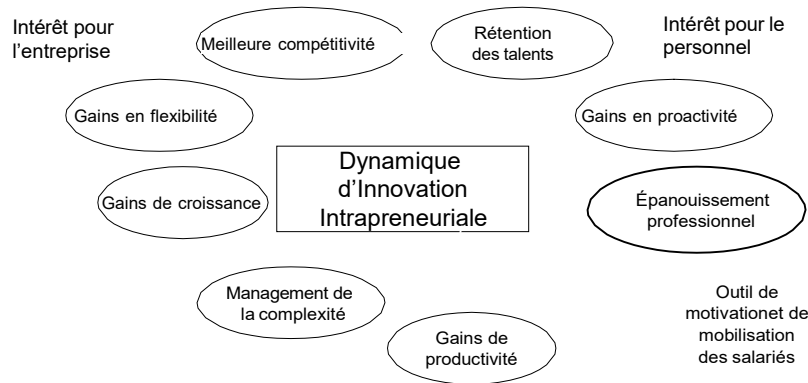 Intérêt pour
l'entreprise
Meilleure compétitivité
Rétention
des talents
Intérêt pour le
personnel
Gains en flexibilité
Gains en proactivité
Dynamique
d’Innovation
Intrapreneuriale
Gains de croissance
Épanouissement
professionnel
Management de
la complexité
Gains de
productivité
Outil de
motivationet de
mobilisation
des salariés